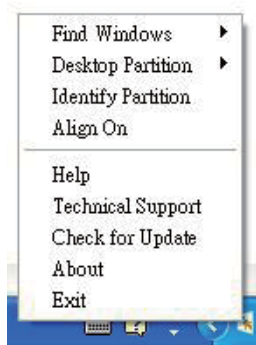 Find Windows
Desktop Partition
Identify Partition
Align On
Help
Technical Support
Check for Update
About
Exit